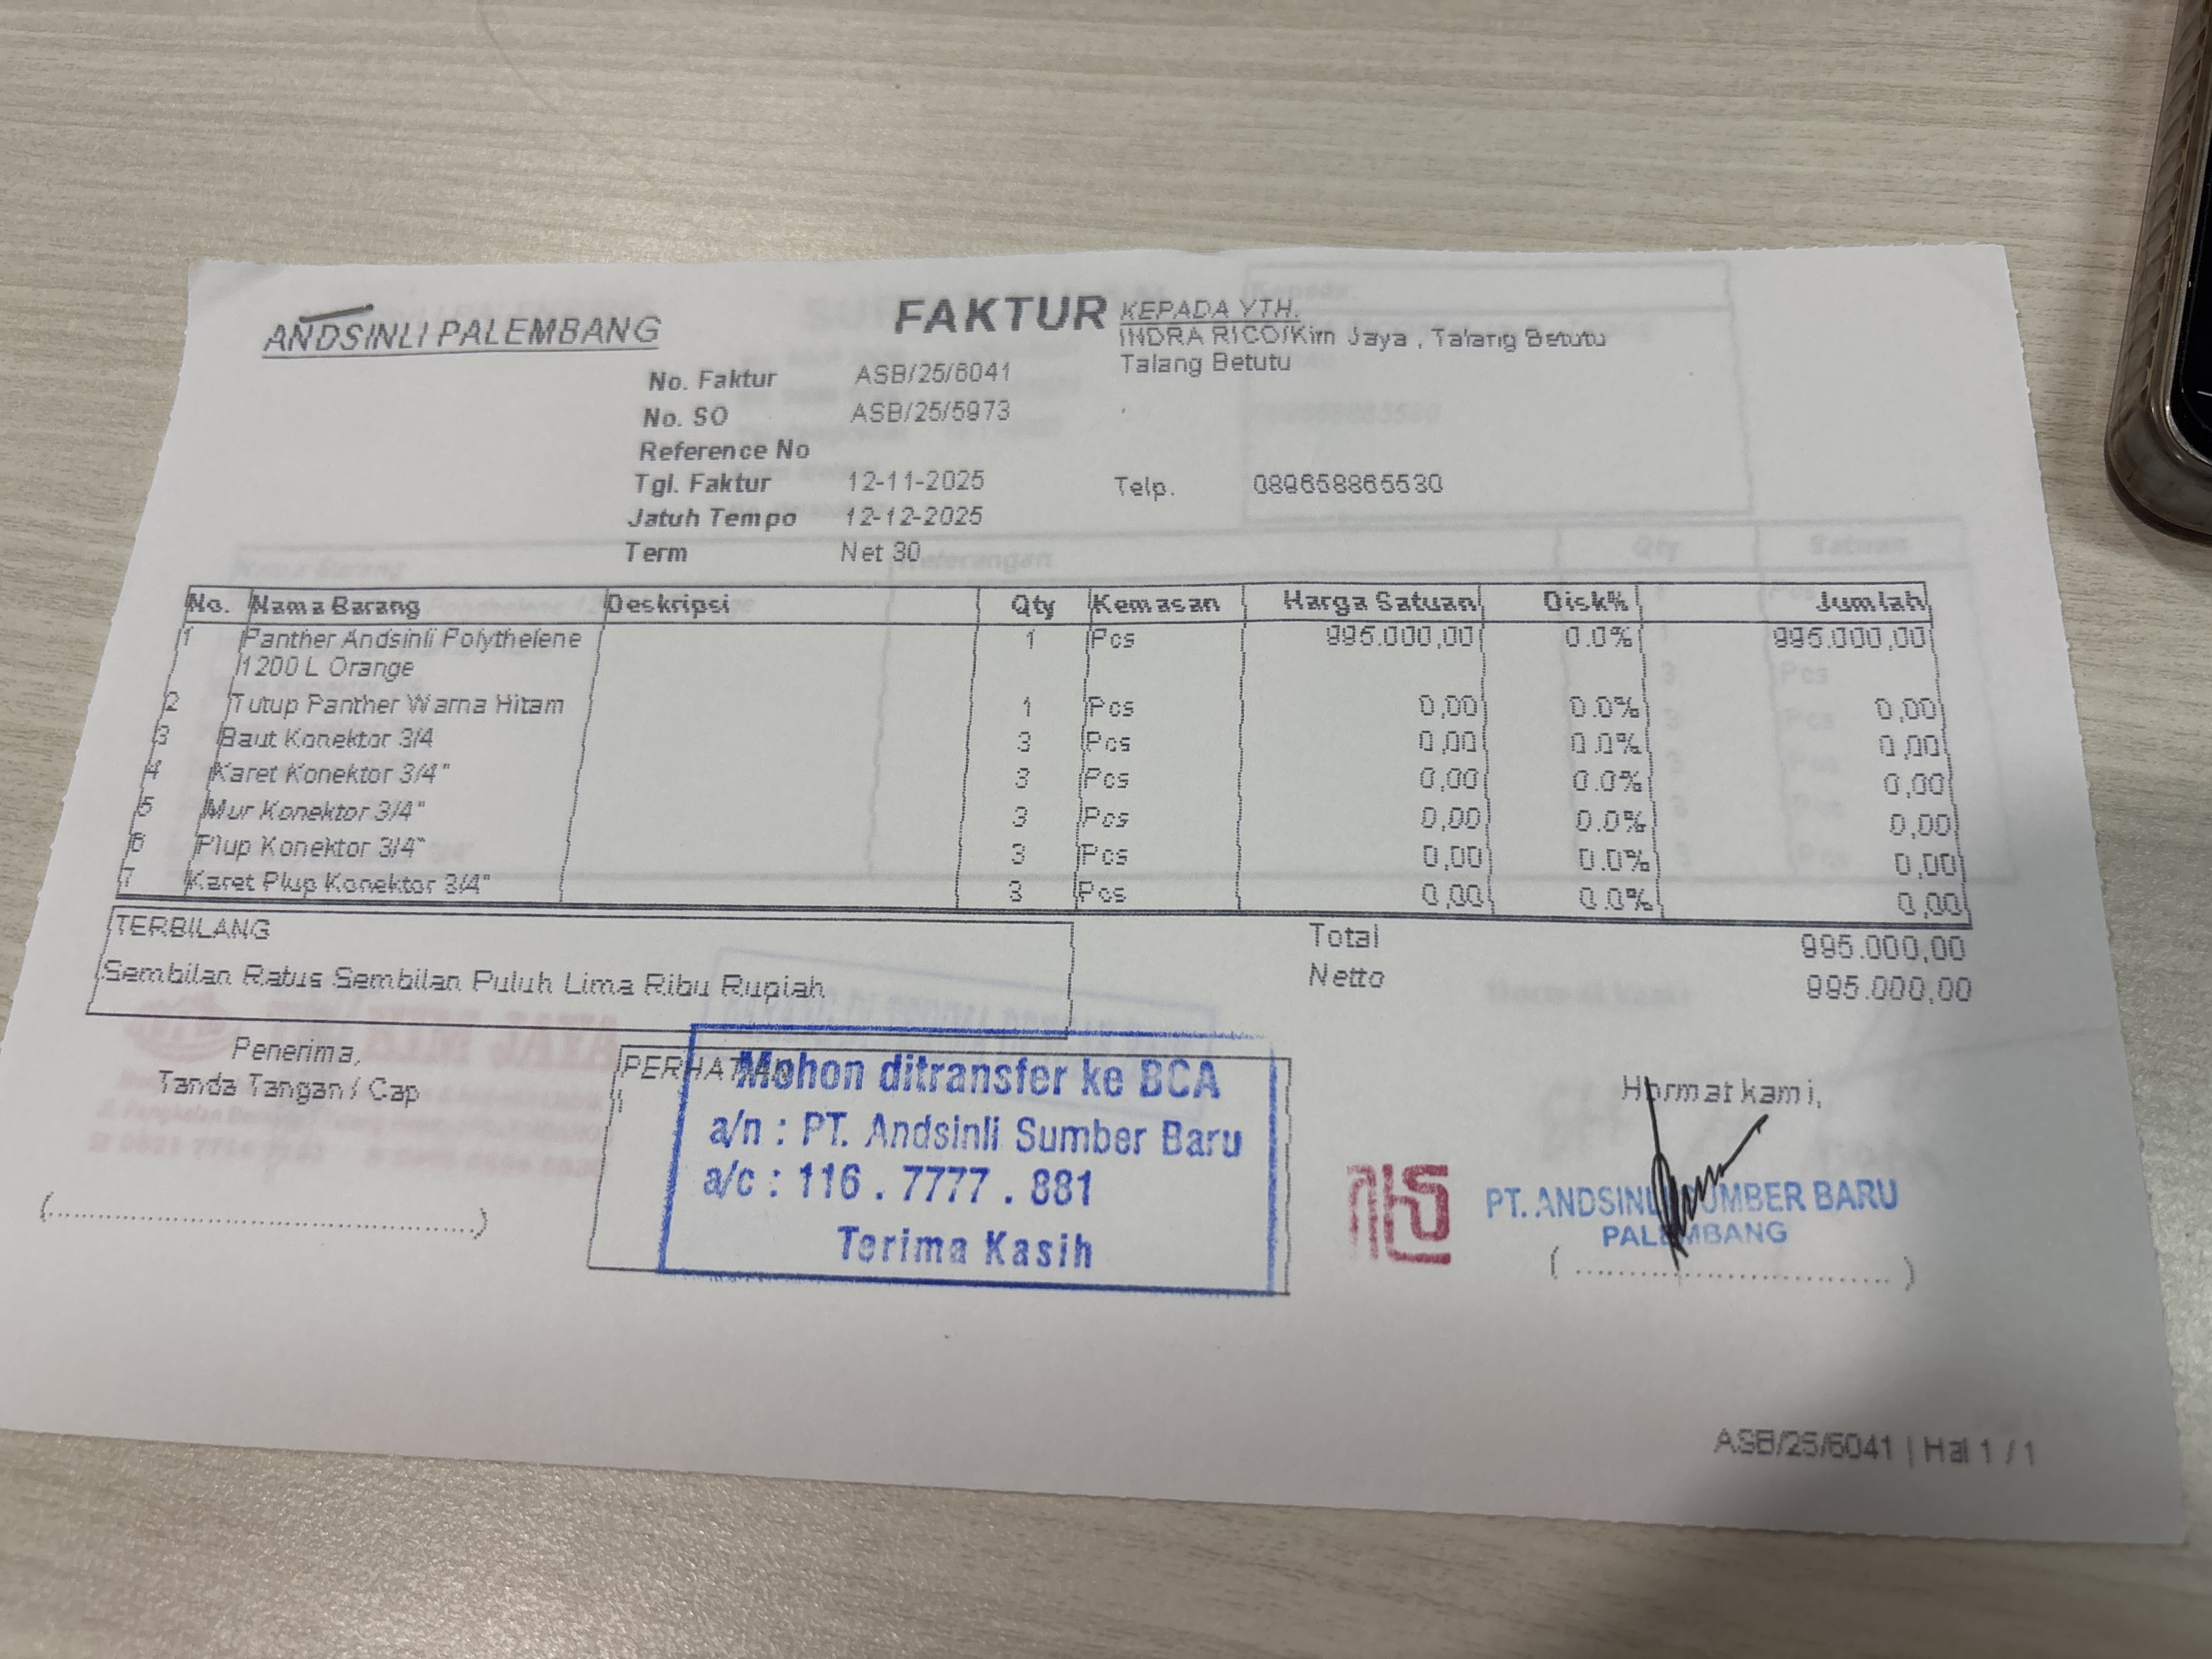 ANDSINLI PALEMBANG
FAKTUR
KEPADA YTH.
INDRA RICO/Kim Jaya , Talang Betutu
Talang Betutu
No. Faktur ASB/25/6041
No. SO ASB/25/5973
Reference No
Tgl. Faktur 12-11-2025
Telp. 089658865530
Jatuh Tempo 12-12-2025
Term Net 30
No. Nama Barang Deskripsi Qty Kemasan Harga Satuan Disk% Jumlah
1 Panther Andsinli Polythelene 1 Pcs 995.000,00 0.0% 995.000,00
1200 L Orange
2 Tutup Panther Warna Hitam 1 Pcs 0,00 0.0% 0,00
3 Baut Konektor 3/4 3 Pcs 0,00 0.0% 0,00
4 Karet Konektor 3/4" 3 Pcs 0,00 0.0% 0,00
5 Mur Konektor 3/4" 3 Pcs 0,00 0.0% 0,00
6 Plup Konektor 3/4" 3 Pcs 0,00 0.0% 0,00
7 Karet Plup Konektor 3/4" 3 Pcs 0,00 0.0% 0,00
TERBILANG
Sembilan Ratus Sembilan Puluh Lima Ribu Rupiah
Total 995.000,00
Netto 995.000,00
Penerima,
Tanda Tangan / Cap
PERHATIAN
Mohon ditransfer ke BCA
a/n : PT. Andsinli Sumber Baru
a/c : 116 . 7777 . 881
Terima Kasih
Hormat kami,
PT. ANDSINLI SUMBER BARU
PALEMBANG
ASB/25/6041 | Hal 1 / 1